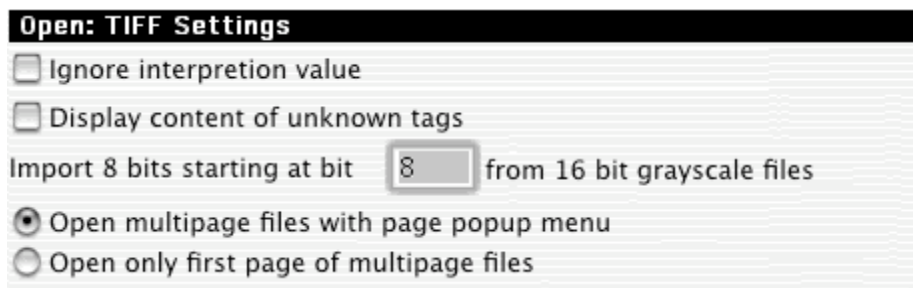 Open: TIFF Settings
Ignore interpretion value
Display content of unknown tags
Import 8 bits starting at bit 8 from 16 bit grayscale files
Open multipage files with page popup menu
Open only first page of multipage files